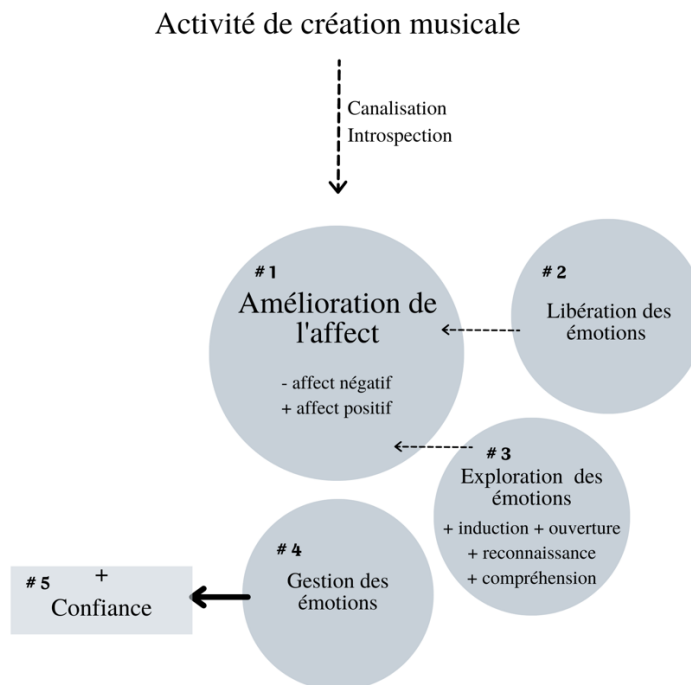 Activité de création musicale
Canalisation
Introspection
#1
Amélioration de
l'affect
- affect négatif
+ affect positif
#2
Libération des
émotions
#3
Exploration des
émotions
+ induction + ouverture
+ reconnaissance
+ compréhension
#4
Gestion des
émotions
#5
+
Confiance